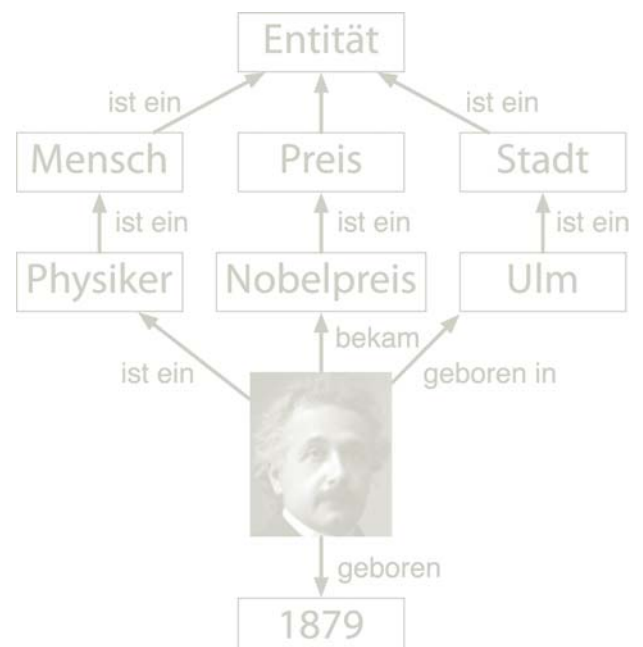 Entität
ist ein
ist ein
Mensch
Preis
Stadt
ist ein
ist ein
ist ein
Physiker
Nobelpreis
Ulm
bekam
ist ein
geboren in
geboren
1879